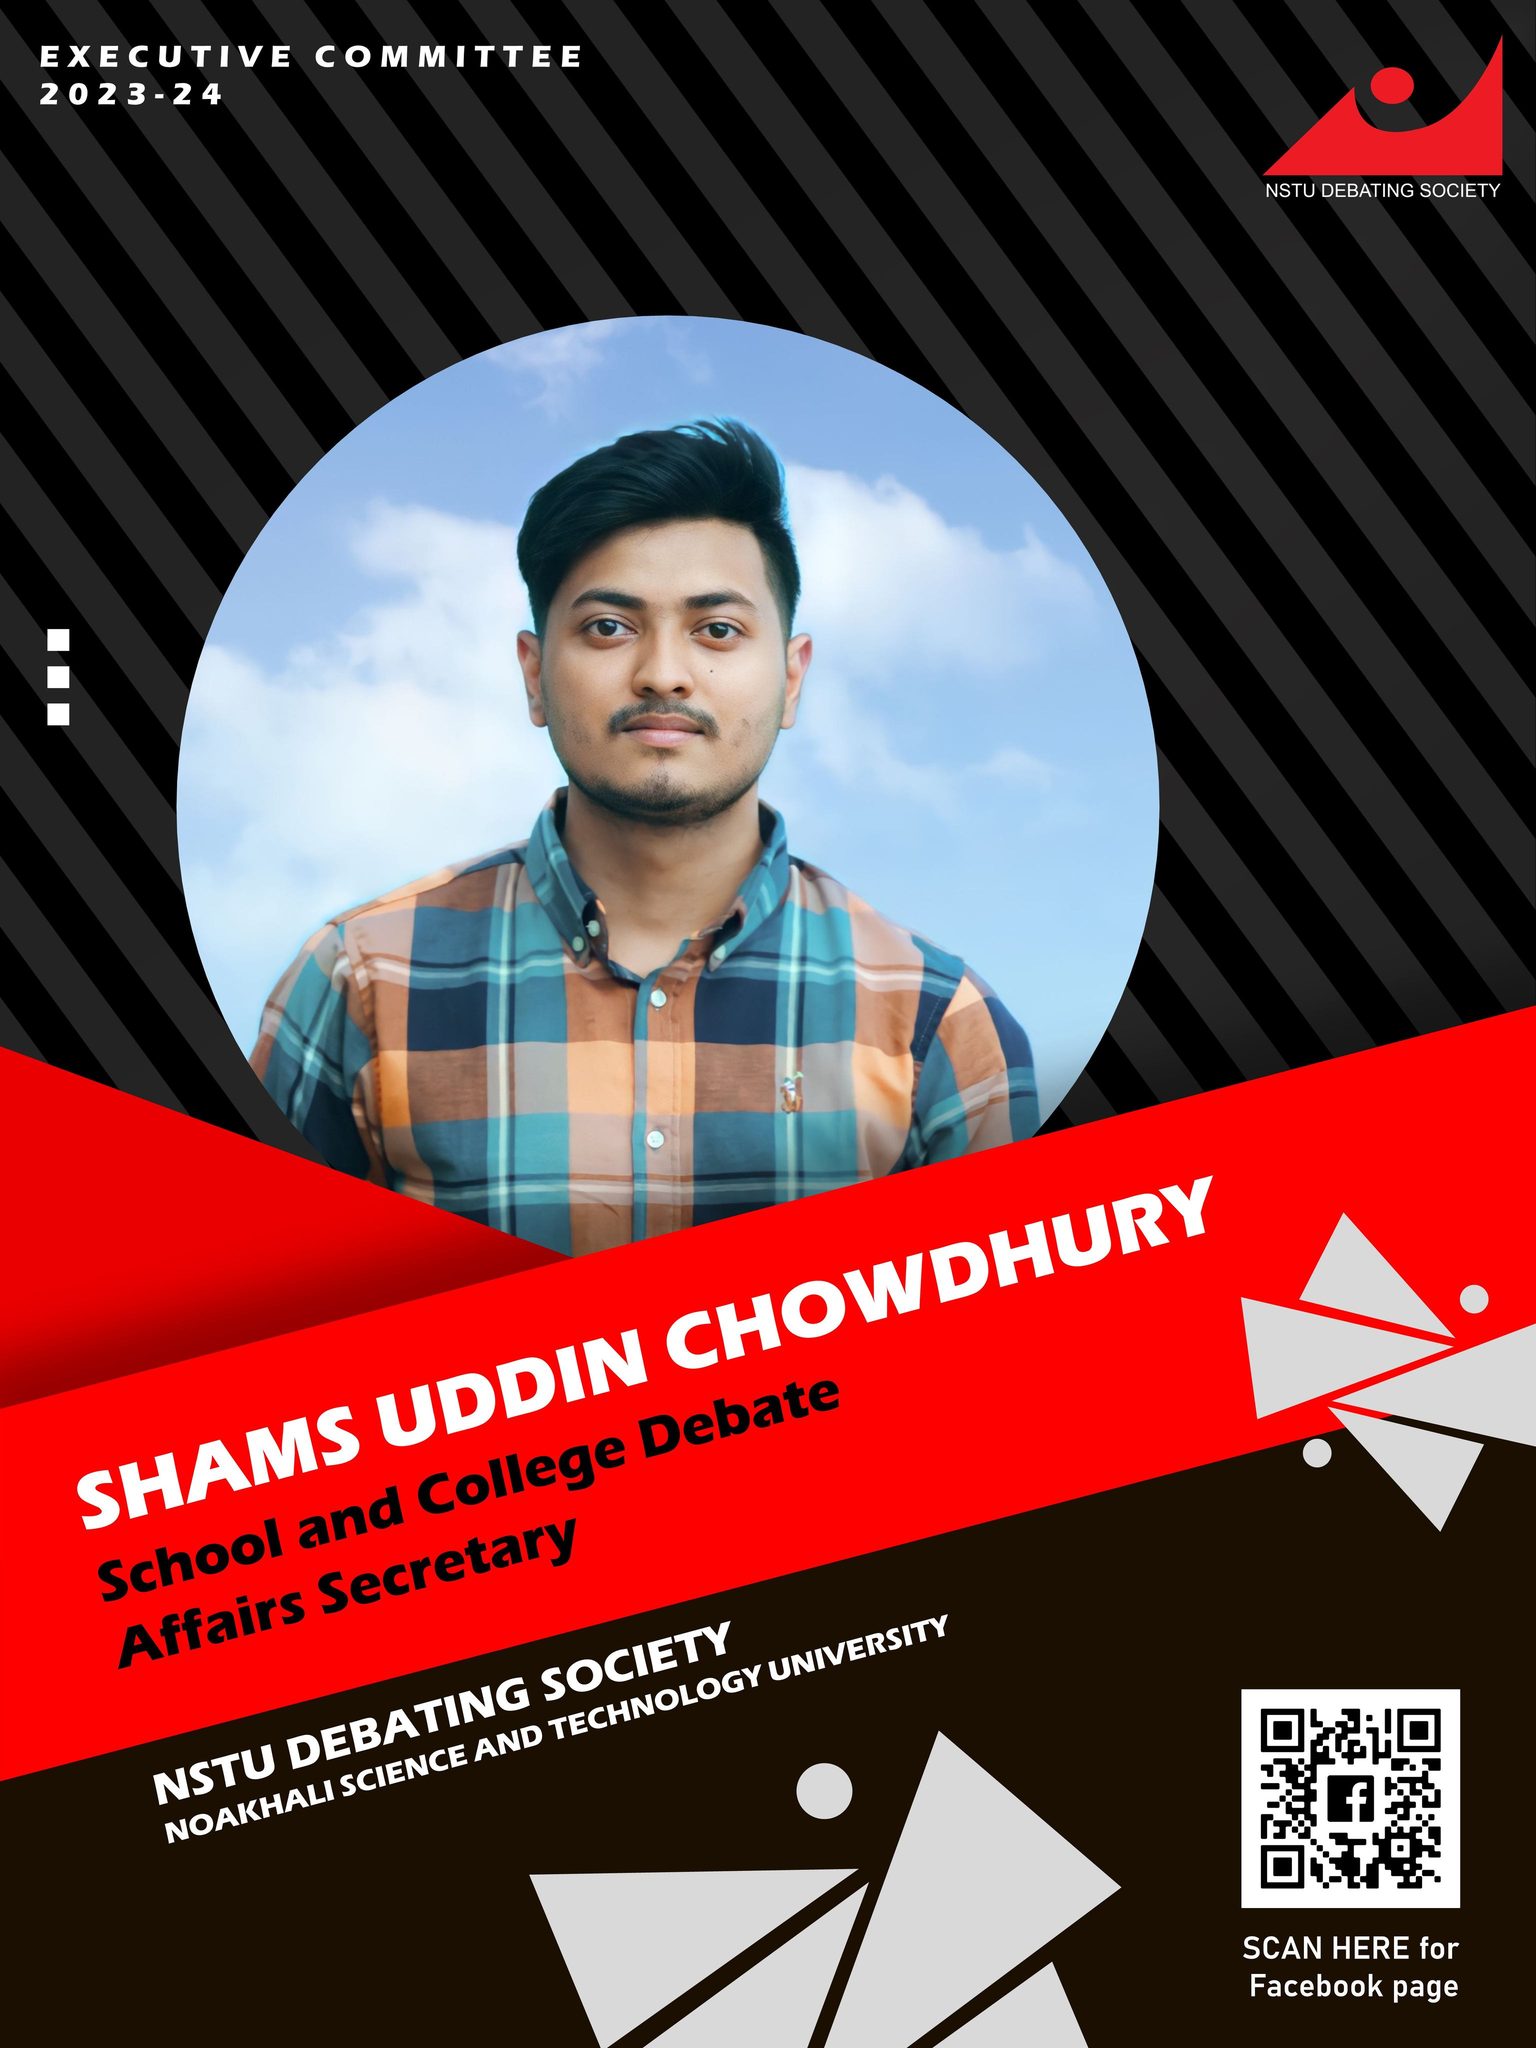 EXECUTIVE COMMITTEE
2023-24
NSTU DEBATING SOCIETY
SHAMS UDDIN CHOWDHURY
School and College Debate
Affairs Secretary
NSTU DEBATING SOCIETY
NOAKHALI SCIENCE AND TECHNOLOGY UNIVERSITY
SCAN HERE for
Facebook page